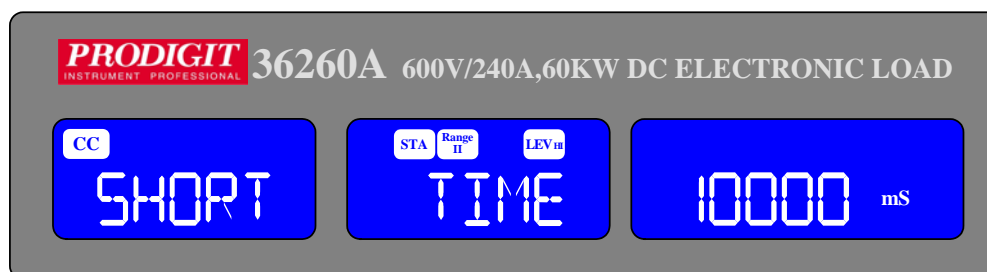 PRODIGIT
INSTRUMENT PROFESSIONAL
36260A 600V/240A,60KW DC ELECTRONIC LOAD
CC
SHORT
STA Range II LEV HI
TIME
10000 mS